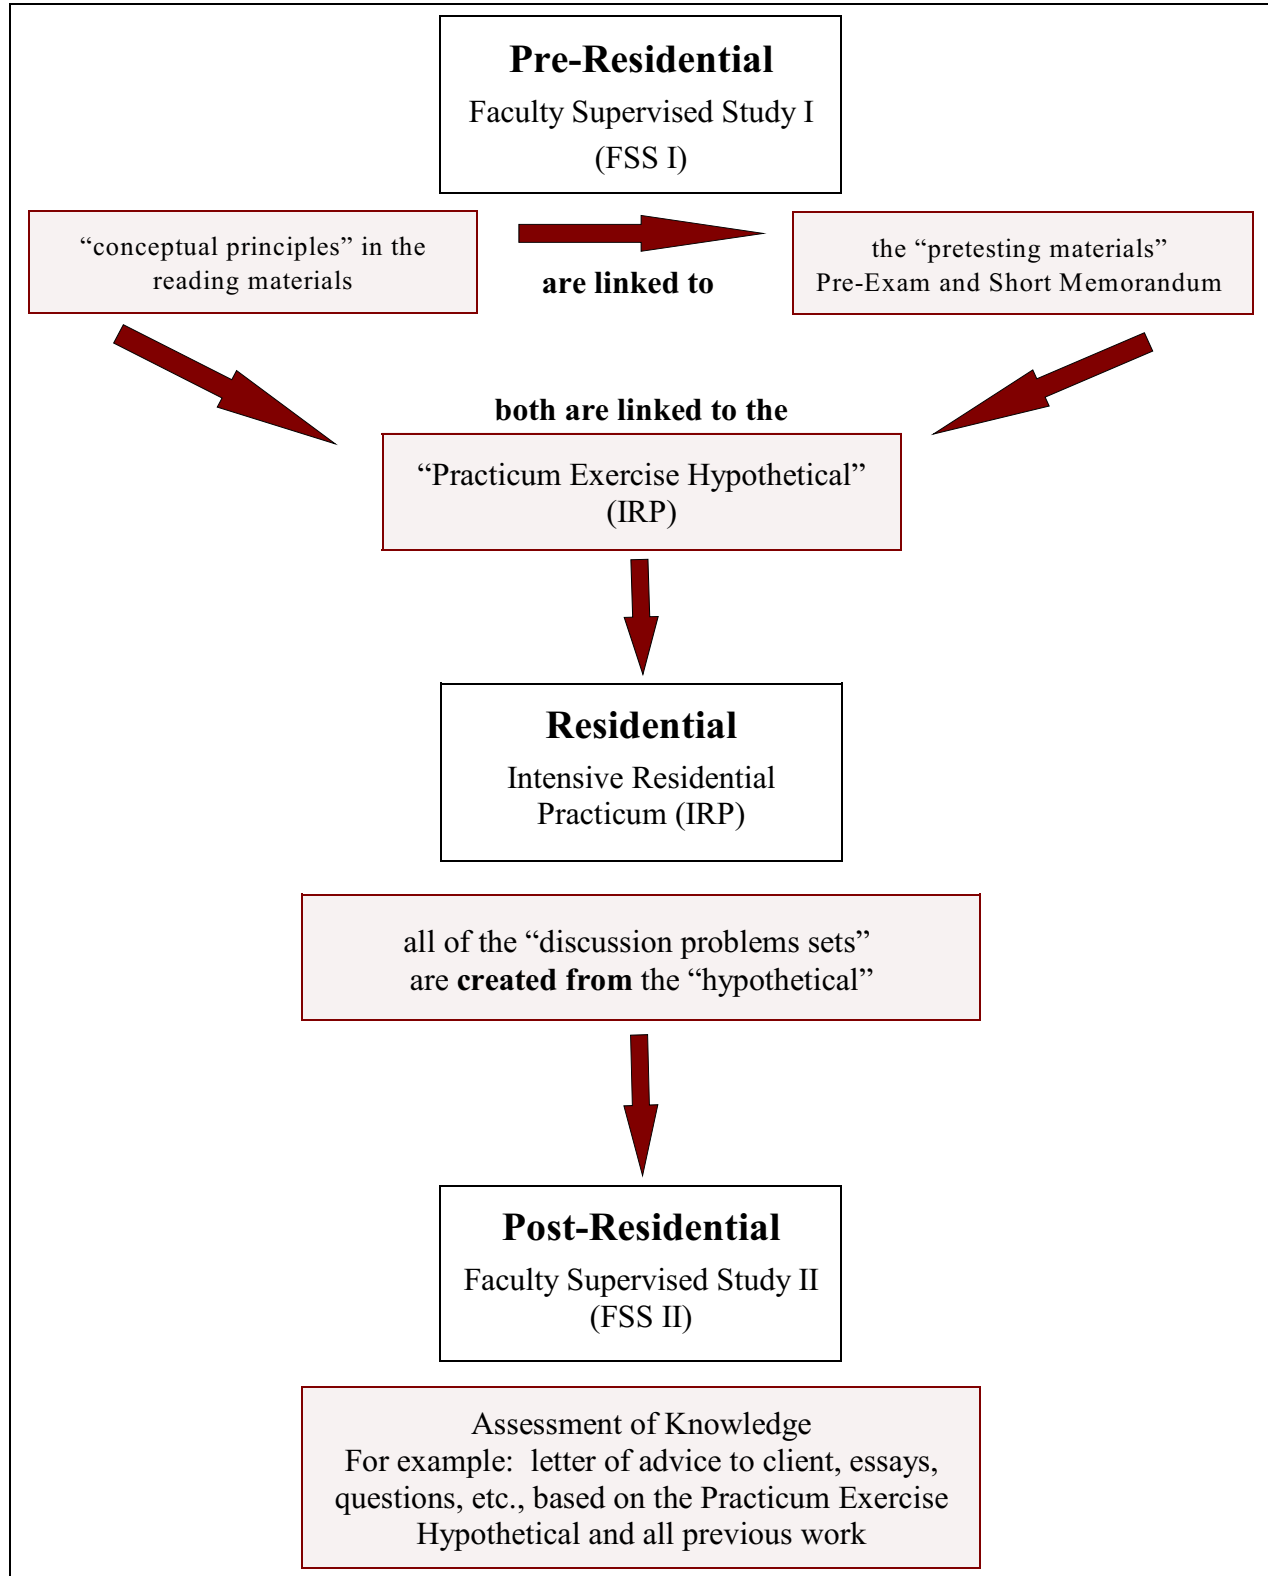 Pre-Residential
Faculty Supervised Study I
(FSS I)
“conceptual principles” in the
reading materials
are linked to
the “pretesting materials”
Pre-Exam and Short Memorandum
both are linked to the
“Practicum Exercise Hypothetical”
(IRP)
Residential
Intensive Residential
Practicum (IRP)
all of the “discussion problems sets”
are created from the “hypothetical”
Post-Residential
Faculty Supervised Study II
(FSS II)
Assessment of Knowledge
For example:  letter of advice to client, essays,
questions, etc., based on the Practicum Exercise
Hypothetical and all previous work